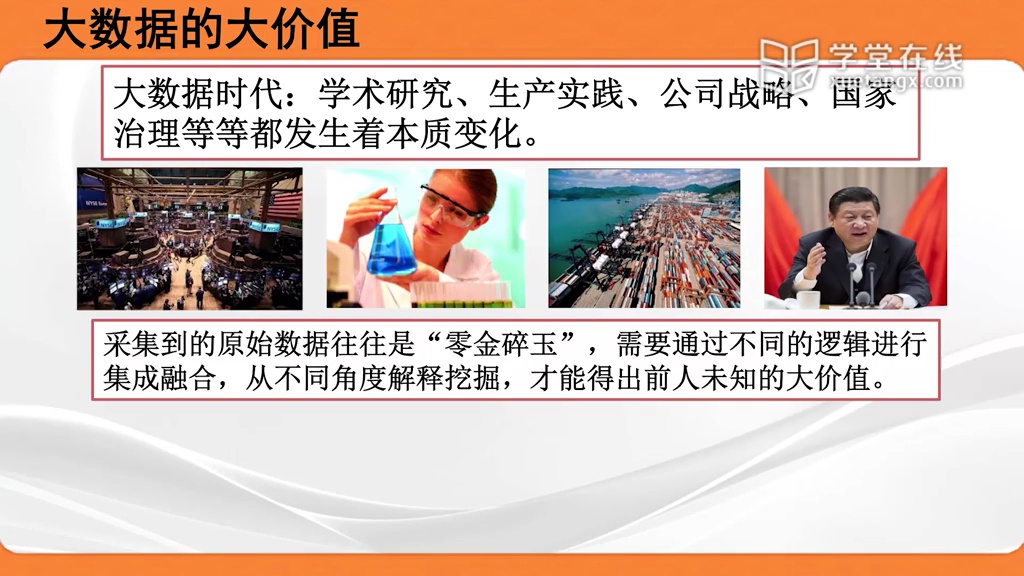 大数据的大价值
学堂在线
xuetangx.com
大数据时代：学术研究、生产实践、公司战略、国家
治理等等都发生着本质变化。
NYSE
NYSE
NYSE
采集到的原始数据往往是“零金碎玉”，需要通过不同的逻辑进行
集成融合，从不同角度解释挖掘，才能得出前人未知的大价值。